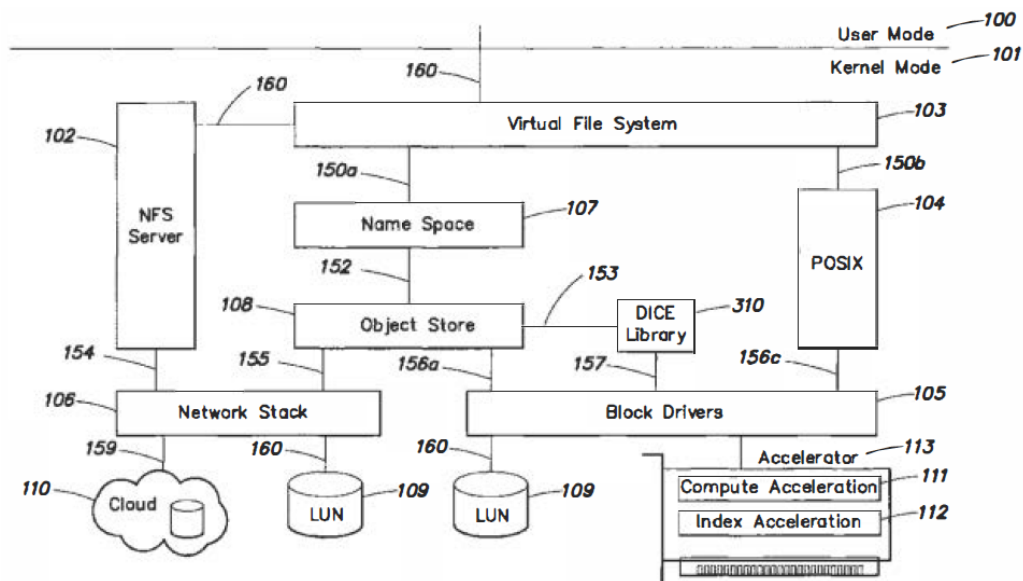 100
User Mode
Kernel Mode
101
160
160
102
Virtual File System
103
150a
150b
NFS
Server
Name Space
107
104
POSIX
152
153
108
Object Store
DICE
Library
310
154
155
156a
157
156c
106
Network Stack
Block Drivers
105
159
160
160
Accelerator
113
110
Cloud
LUN
109
LUN
109
Compute Acceleration
111
Index Acceleration
112